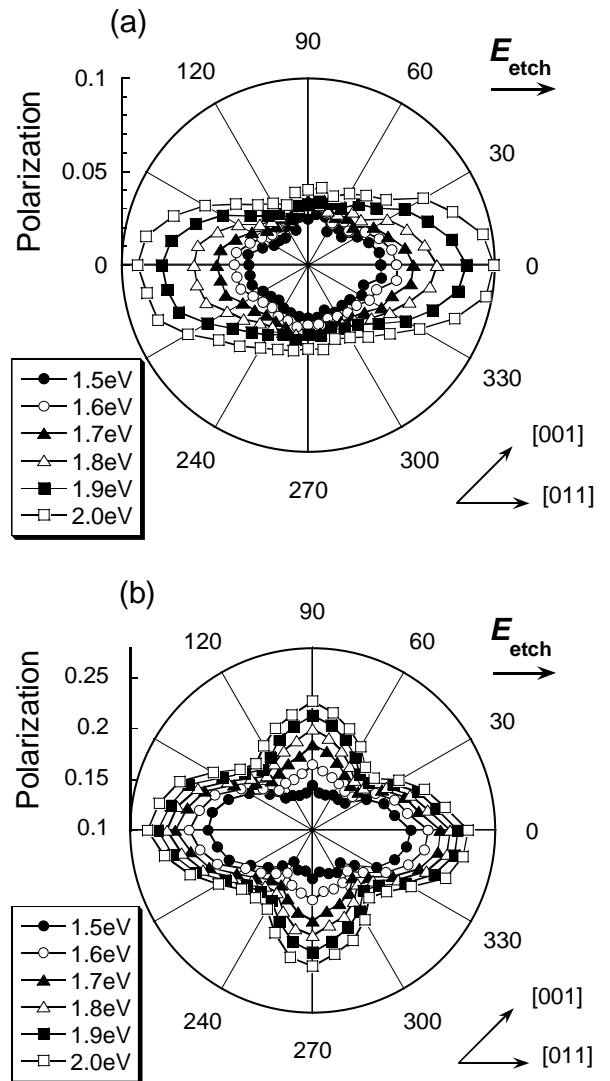 (a)
90
120
60
E etch
0.1
30
Polarization
0.05
0
0
330
1.5eV
1.6eV
1.7eV
1.8eV
1.9eV
2.0eV
240
300
270
[001]
[011]
(b)
90
120
60
E etch
0.25
30
Polarization
0.2
0.15
0.1
0
330
1.5eV
1.6eV
1.7eV
1.8eV
1.9eV
2.0eV
240
300
270
[001]
[011]